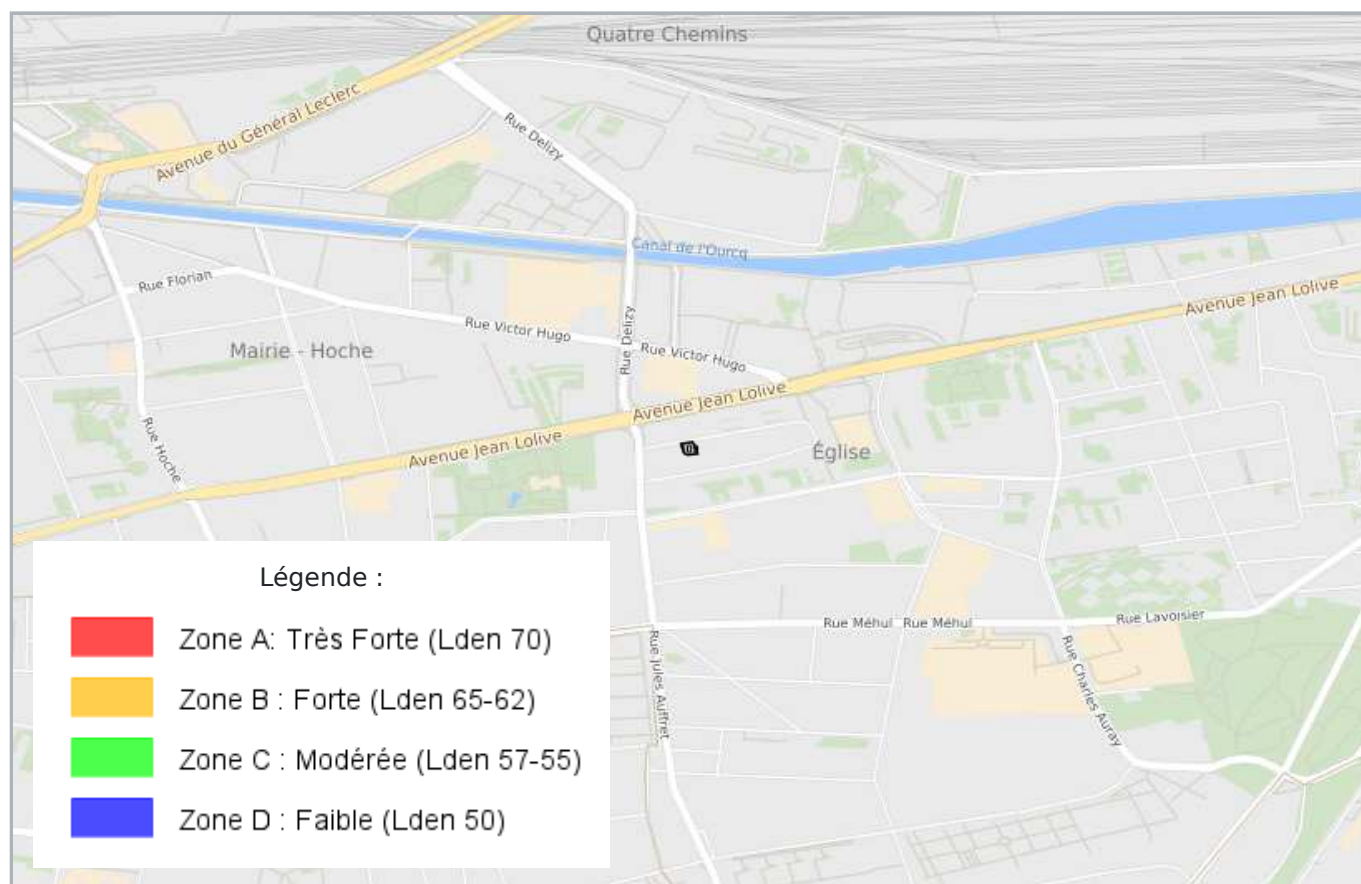 Quatre Chemins
Avenue du Général Leclerc
Rue Delizy
Canal de l'Ourcq
Rue Florian
Avenue Jean Lolive
Rue Victor Hugo
Rue Delizy
Mairie - Hoche
Rue Victor Hugo
Avenue Jean Lolive
Avenue Jean Lolive
Rue Hoche
Église
Légende :
Zone A: Très Forte (Lden 70)
Zone B : Forte (Lden 65-62)
Zone C : Modérée (Lden 57-55)
Zone D : Faible (Lden 50)
Rue Méhul
Rue Méhul
Rue Lavoisier
Rue Jules Auffret
Rue Charles Auray